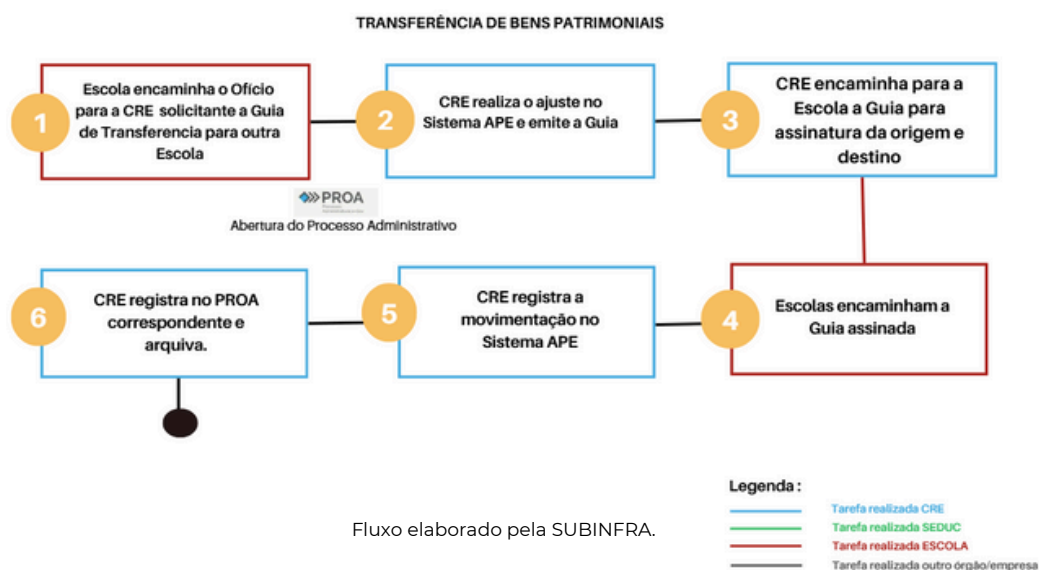 TRANSFERÊNCIA DE BENS PATRIMONIAIS
1
Escola encaminha o Ofício
para a CRE solicitante a Guia
de Transferencia para outra
Escola
2
CRE realiza o ajuste no
Sistema APE e emite a Guia
3
CRE encaminha para a
Escola a Guia para
assinatura da origem e
destino
PROA
Abertura do Processo Administrativo
6
CRE registra no PROA
correspondente e
arquiva.
5
CRE registra a
movimentação no
Sistema APE
4
Escolas encaminham a
Guia assinada
Legenda :
Tarefa realizada CRE
Tarefa realizada SEDUC
Tarefa realizada ESCOLA
Tarefa realizada outro órgão/empresa
Fluxo elaborado pela SUBINFRA.